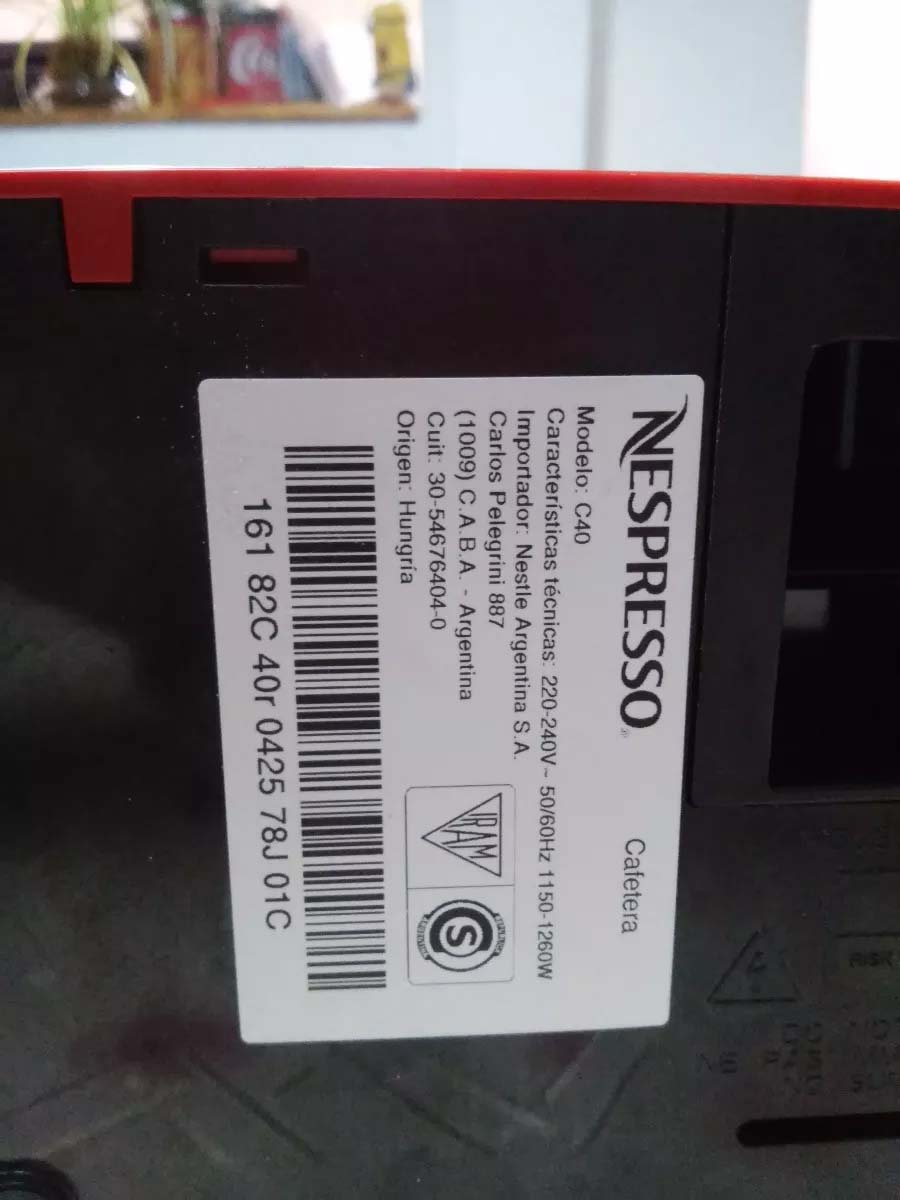 NESPRESSO
Cafetera
Modelo: C40
Características técnicas: 220-240V~ 50/60Hz 1150-1260W
Importador: Nestle Argentina S.A.
Carlos Pelegrini 887
(1009) C.A.B.A. - Argentina
Cuit: 30-54676404-0
Origen: Hungría
IRAM
S
161 82C 40r 0425 78J 01C
RISK